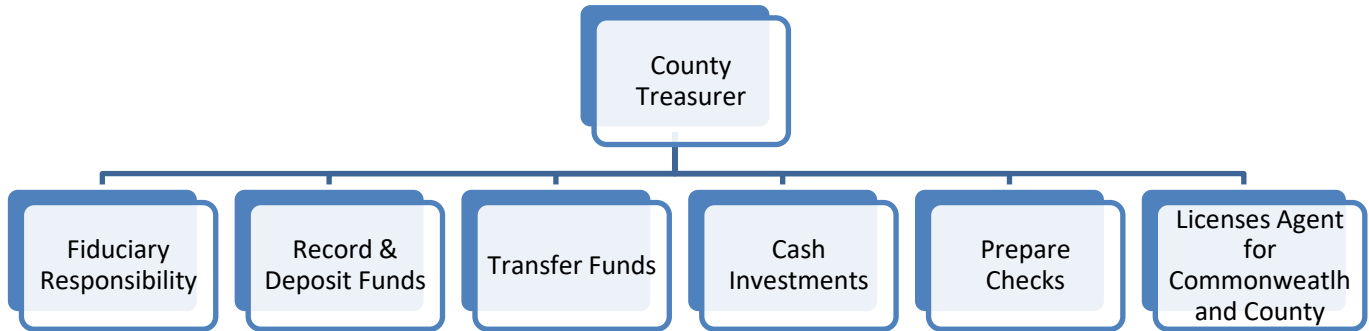 County
Treasurer
Fiduciary
Responsibility
Record &
Deposit Funds
Transfer Funds
Cash
Investments
Prepare
Checks
Licenses Agent
for
Commonweatlh
and County